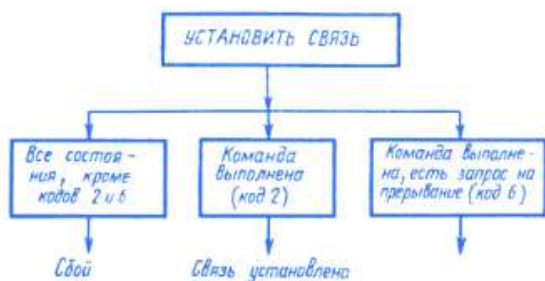 УСТАНОВИТЬ СВЯЗЬ
Все состоя-
ния, кроме
кодов 2 и 6
Команда
выполнена
(код 2)
Команда выполне-
на, есть запрос на
прерывание (код 6)
Сбой
Связь установлена